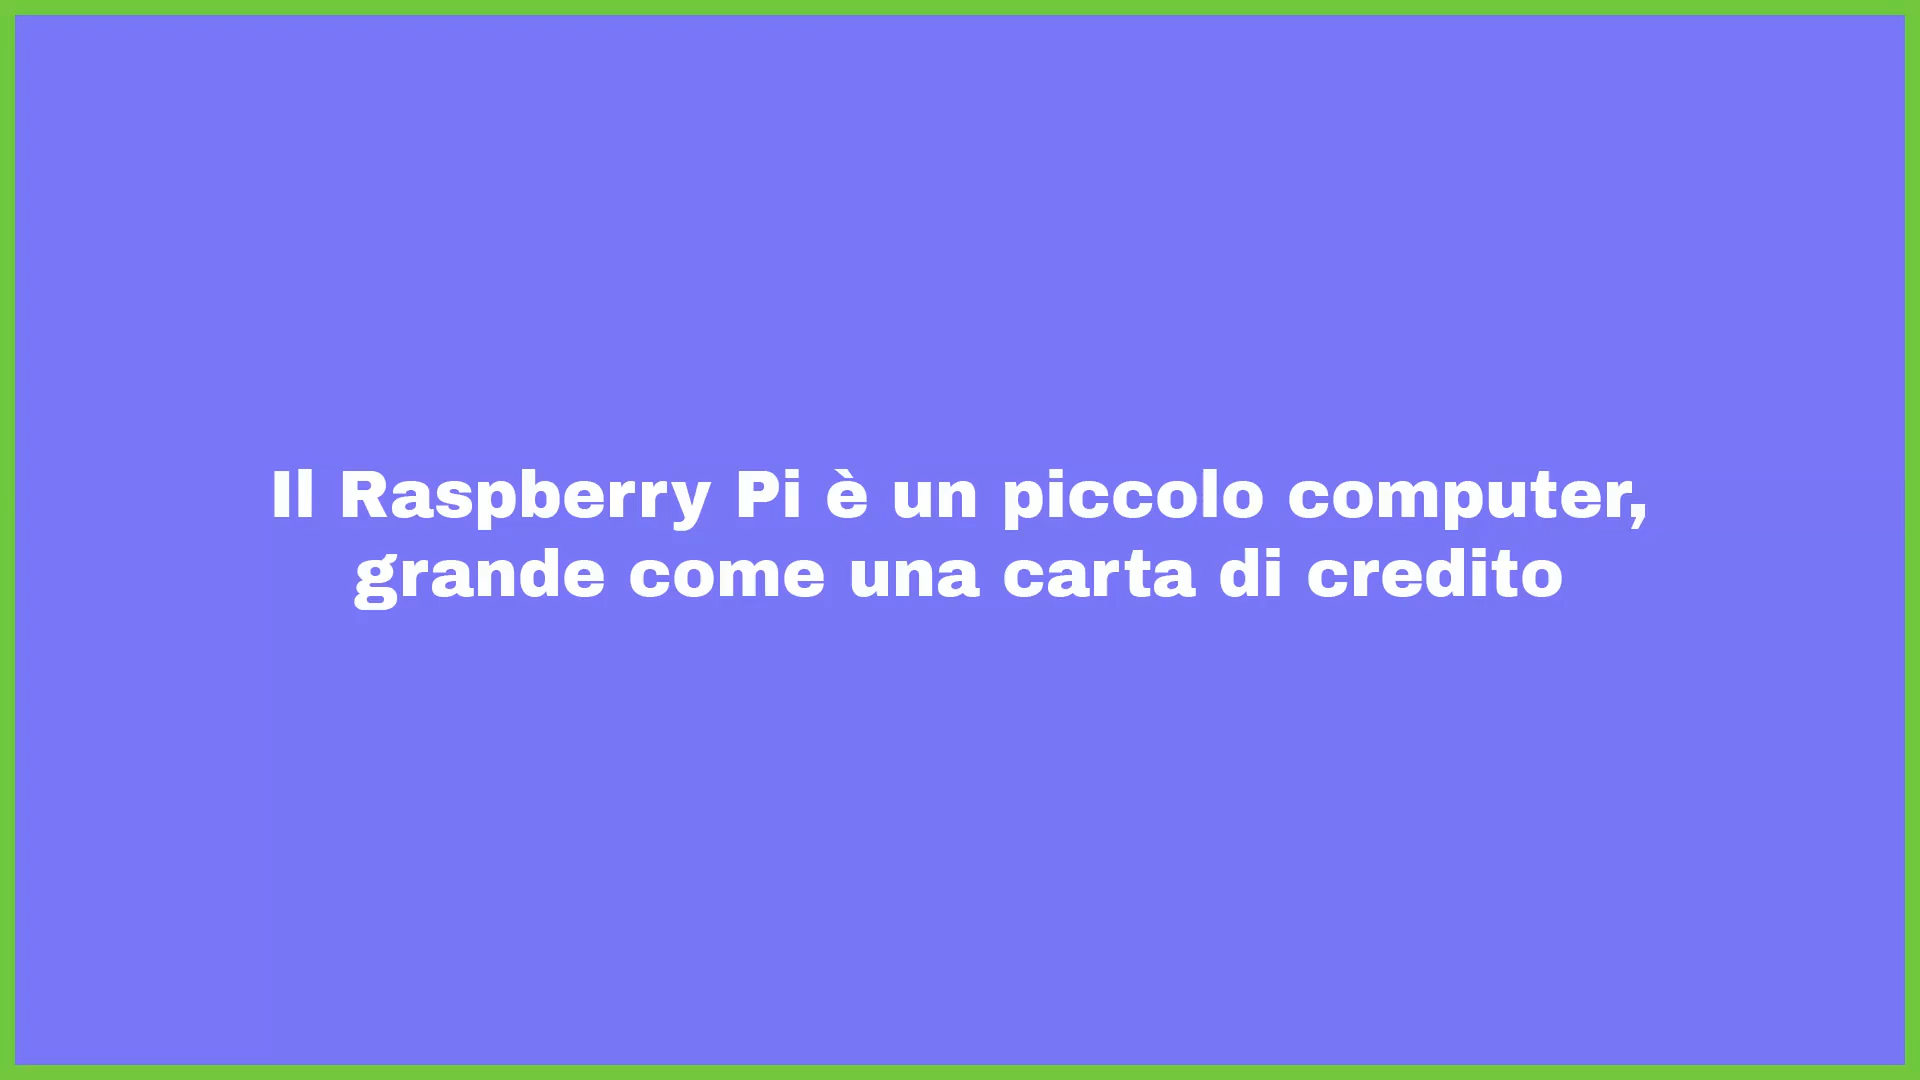 Il Raspberry Pi è un piccolo computer,
grande come una carta di credito